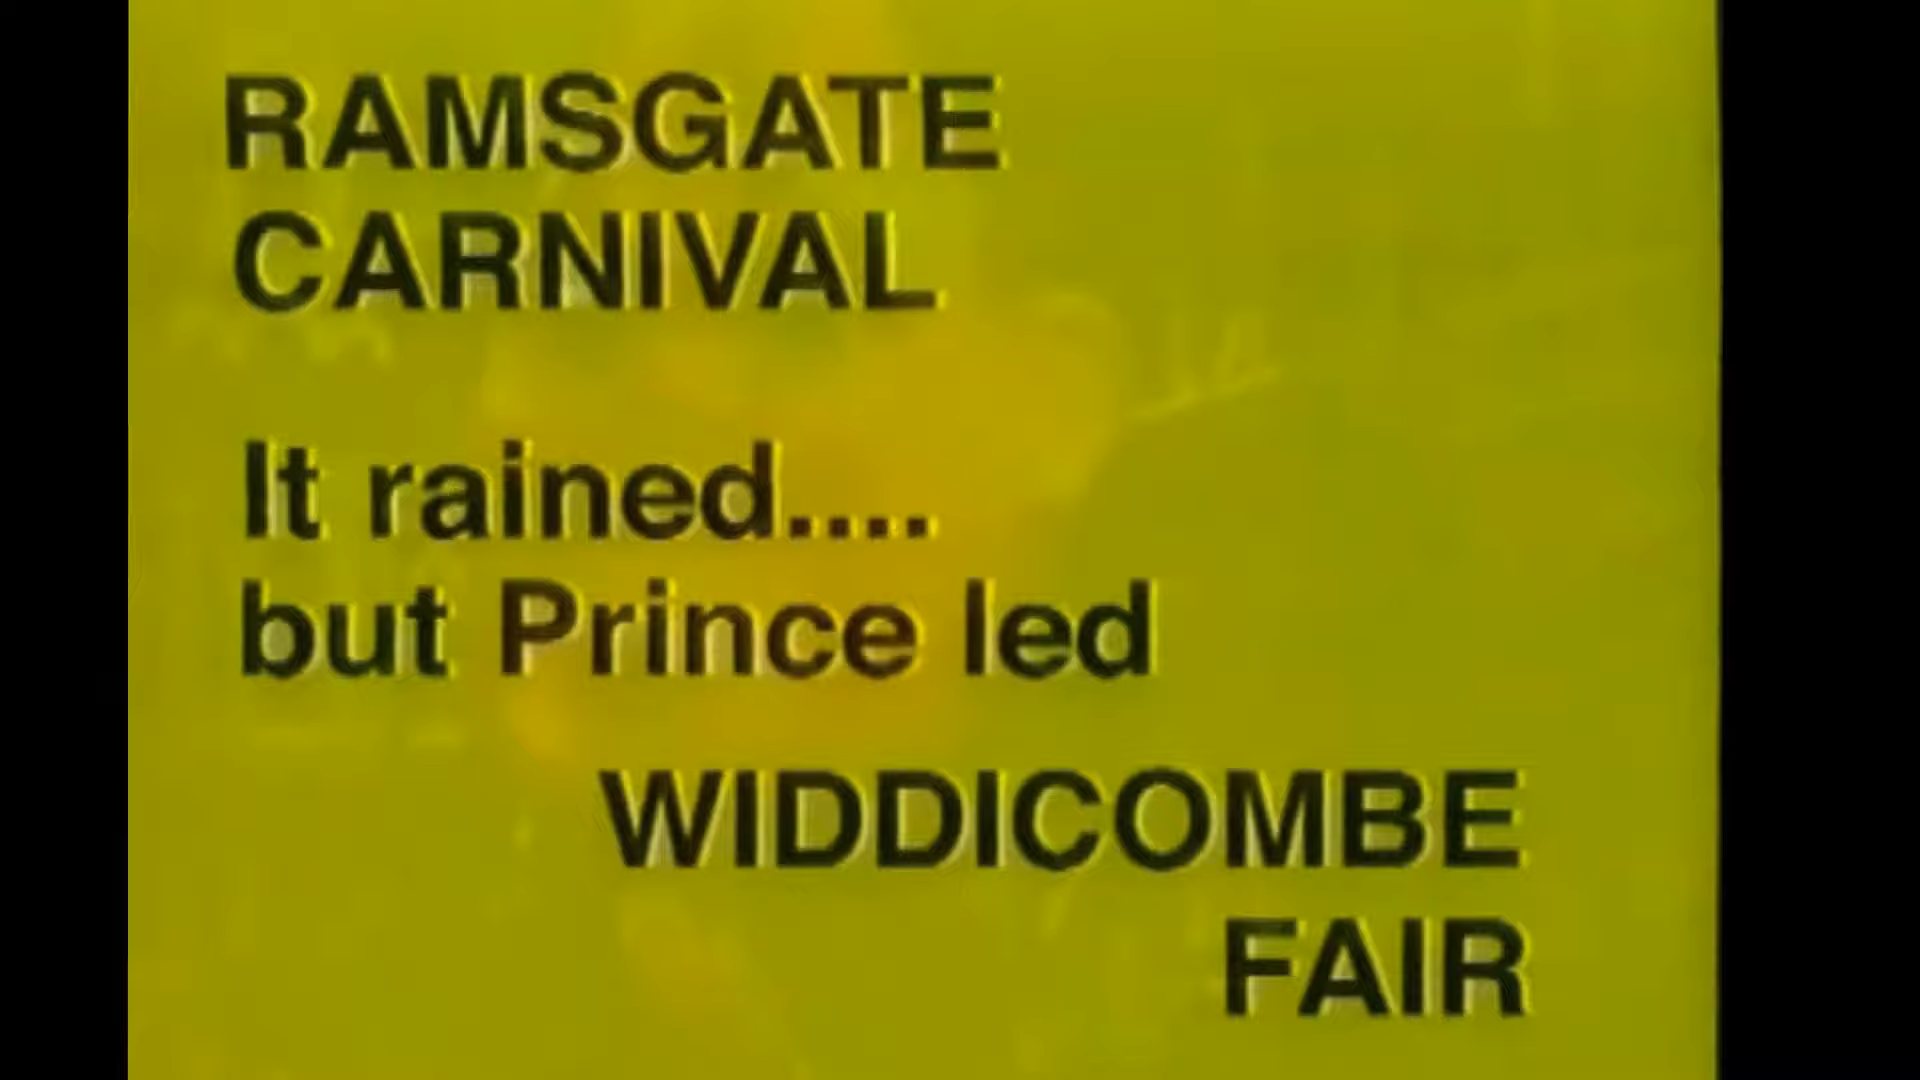 RAMSGATE
CARNIVAL
It rained....
but Prince led
WIDDICOMBE
FAIR